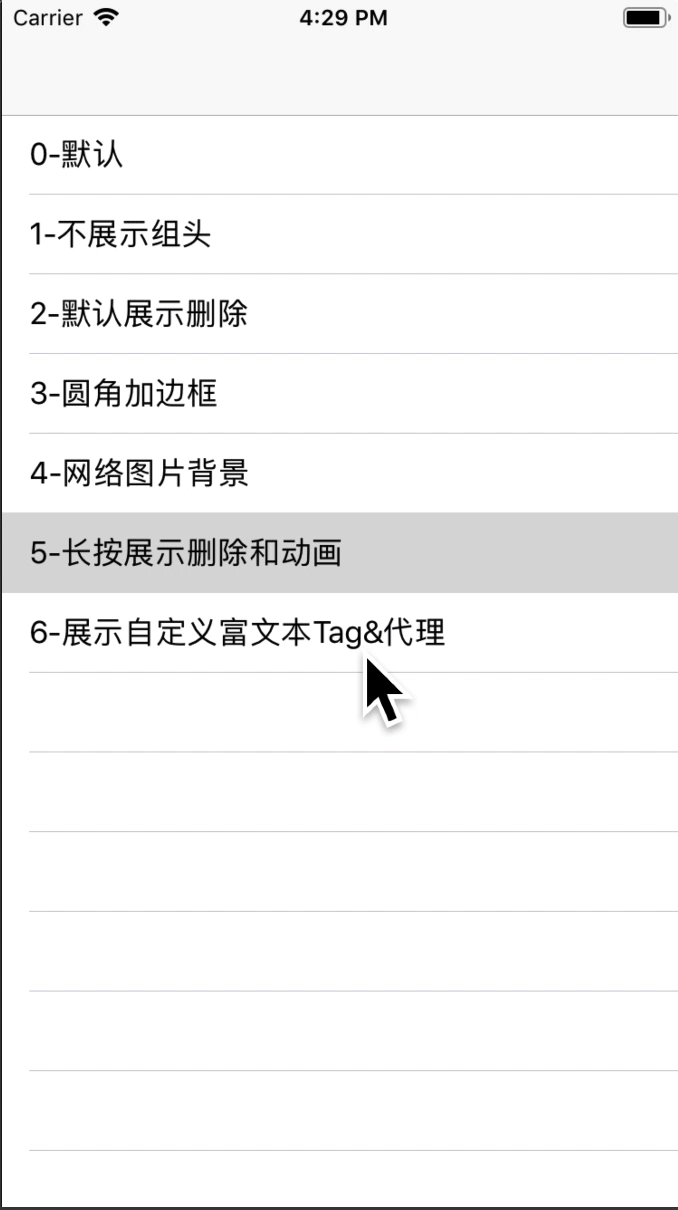 Carrier 4:29 PM
0-默认
1-不展示组头
2-默认展示删除
3-圆角加边框
4-网络图片背景
5-长按展示删除和动画
6-展示自定义富文本Tag&代理